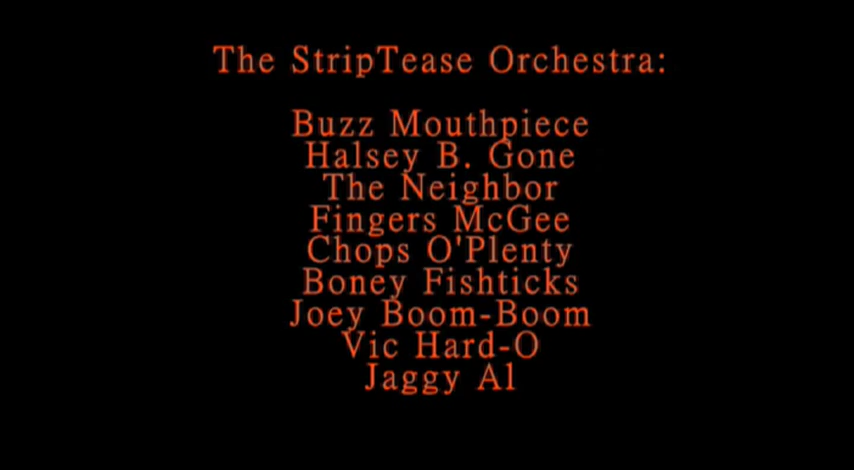 The StripTease Orchestra:
Buzz Mouthpiece
Halsey B. Gone
The Neighbor
Fingers McGee
Chops O'Plenty
Boney Fishticks
Joey Boom-Boom
Vic Hard-O
Jaggy Al